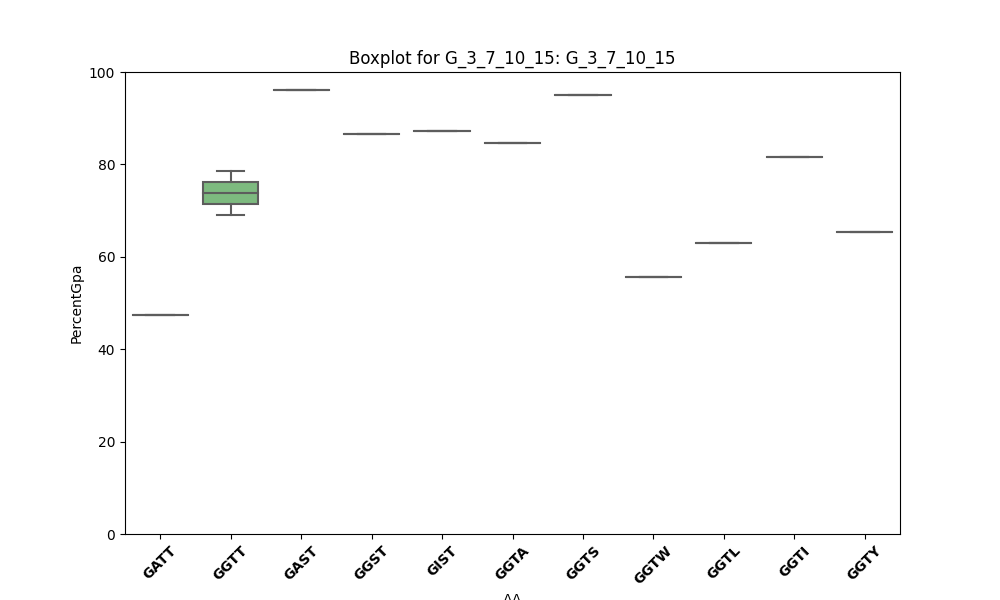 Boxplot for G_3_7_10_15: G_3_7_10_15
100
80
60
40
20
0
PercentGpa
GATT
GGTT
GAST
GGST
GIST
GGTA
GGTS
GGTW
GGTL
GGTI
GGTY